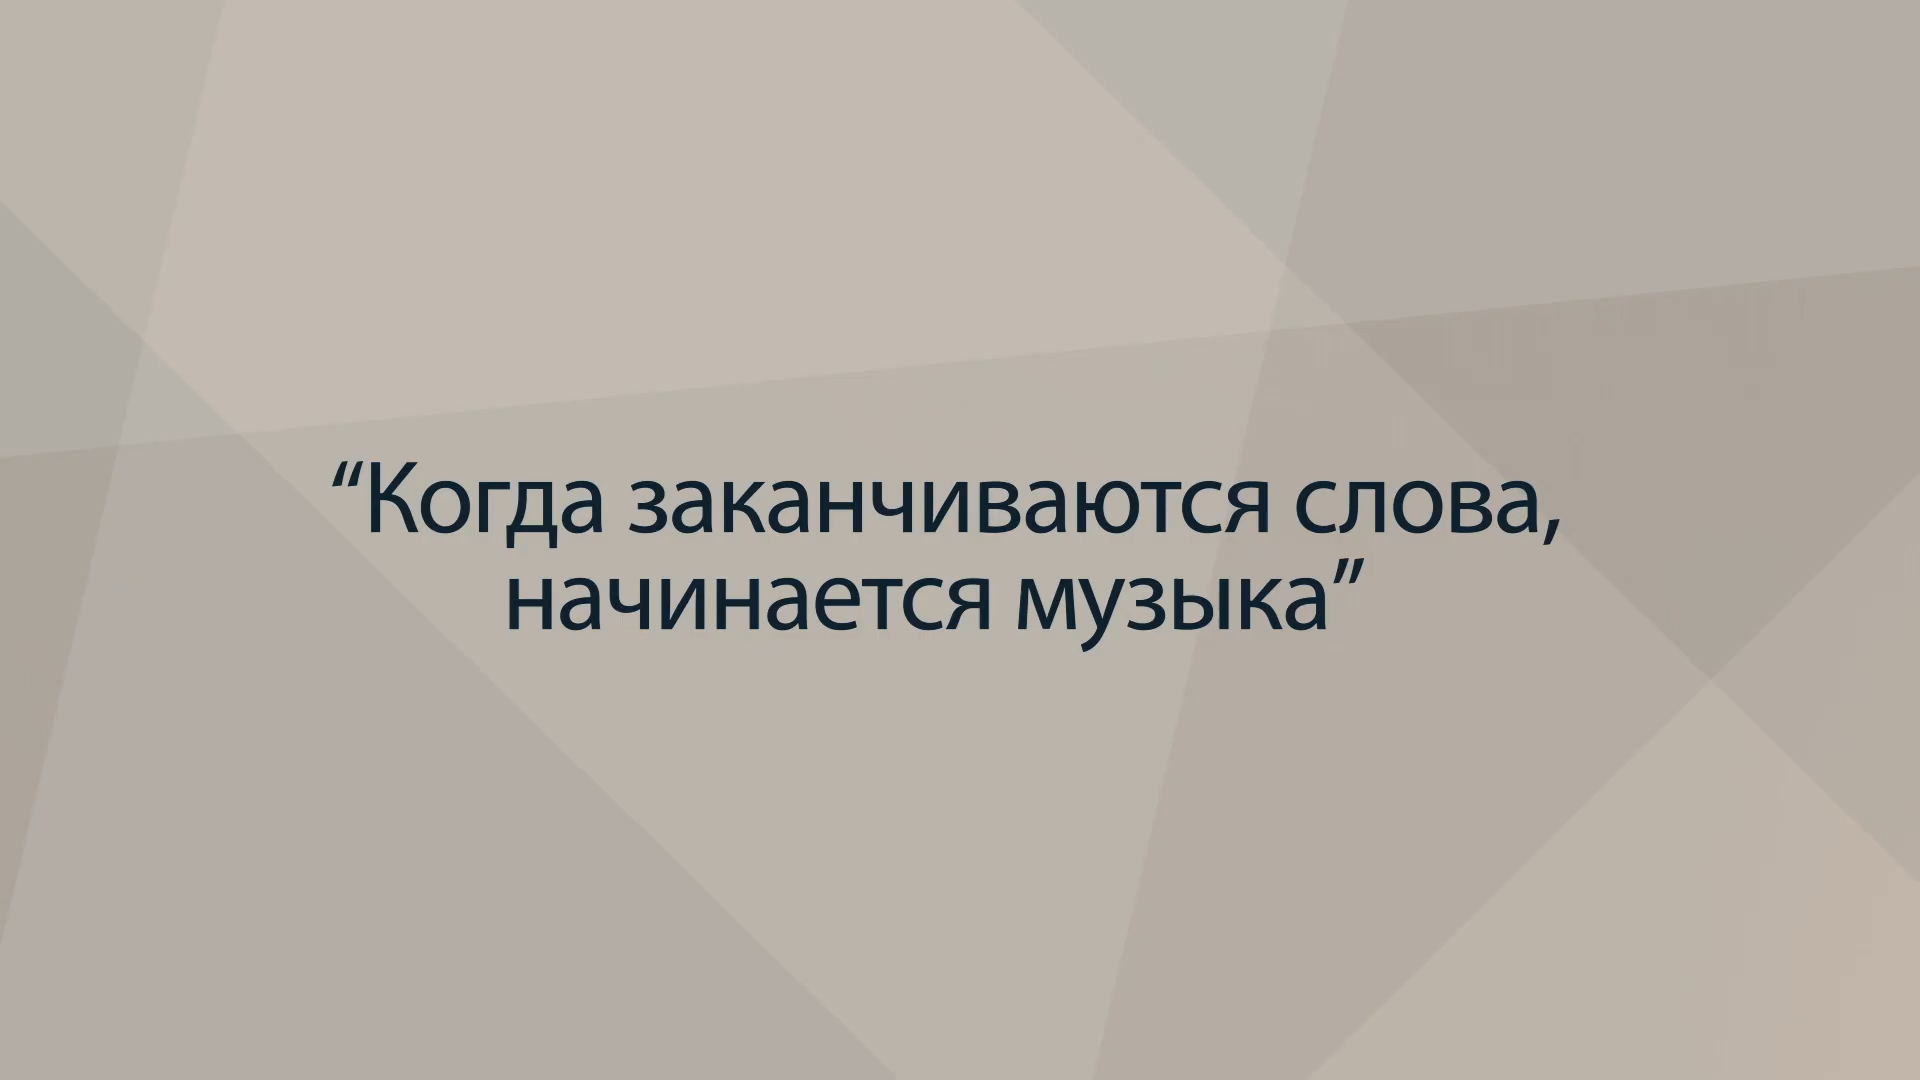 “Когда заканчиваются слова,
начинается музыка”